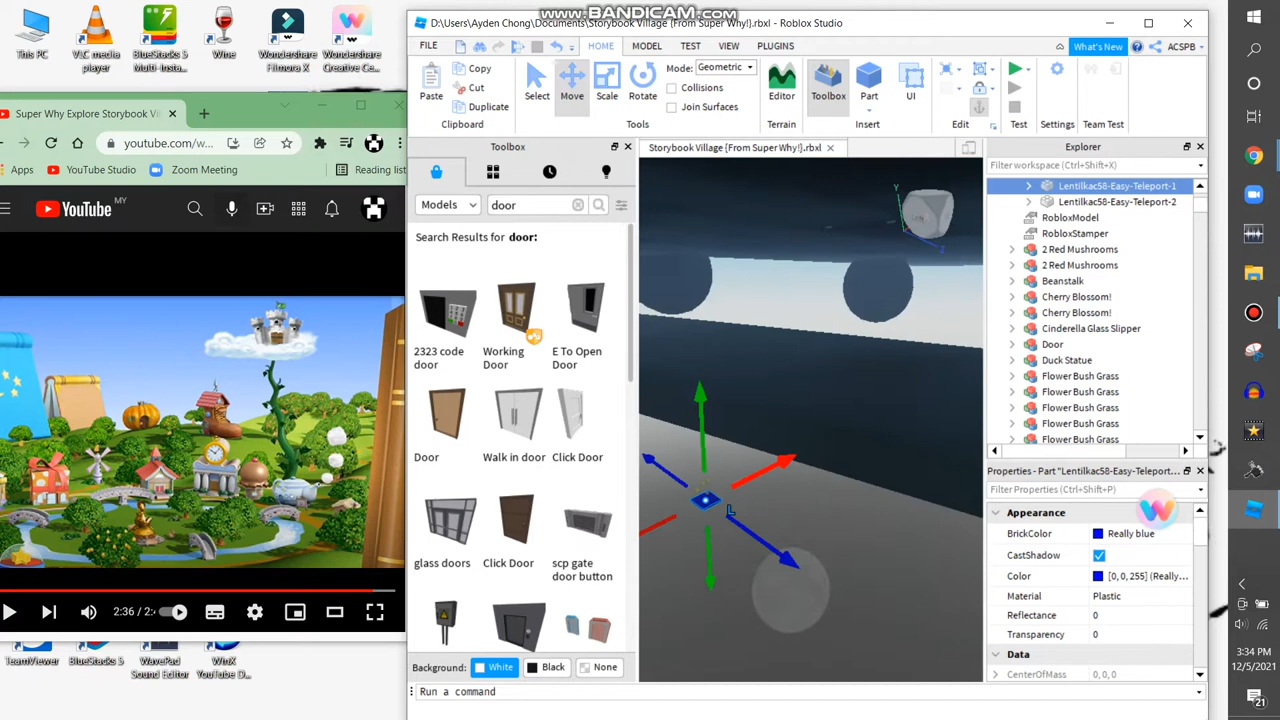 www.BANDICAM.com
This PC
VLC media player
BlueStacks 5 Multi-Insta...
Wine
Wondershare Filmora X
Wondershare Creative Ce...
D:\Users\Ayden Chong\Documents\Storybook Village {From Super Why!}.rbxl - Roblox Studio
FILE HOME MODEL TEST VIEW PLUGINS What's New ACSPB
Paste Copy Cut Duplicate Select Move Scale Rotate
Mode: Geometric
Collisions
Join Surfaces
Editor Toolbox Part UI
Clipboard Tools Terrain Insert Edit Test Settings Team Test
Super Why Explore Storybook Vi
youtube.com/w...
Apps YouTube Studio Zoom Meeting Reading list
YouTube MY
2:36 / 2:
Toolbox
Models door
Search Results for door:
2323 code door
Working Door
E To Open Door
Door
Walk in door
Click Door
glass doors
Click Door
scp gate door button
Background: White Black None
Run a command
Storybook Village {From Super Why!}.rbxl
Y
Z
L
Explorer
Filter workspace (Ctrl+Shift+X)
Lentilkac58-Easy-Teleport-1
Lentilkac58-Easy-Teleport-2
RobloxModel
RobloxStamper
2 Red Mushrooms
2 Red Mushrooms
Beanstalk
Cherry Blossom!
Cherry Blossom!
Cinderella Glass Slipper
Door
Duck Statue
Flower Bush Grass
Flower Bush Grass
Flower Bush Grass
Flower Bush Grass
Flower Bush Grass
Properties - Part "Lentilkac58-Easy-Teleport...
Filter Properties (Ctrl+Shift+P)
Appearance
BrickColor Really blue
CastShadow
Color [0, 0, 255] (Really...
Material Plastic
Reflectance 0
Transparency 0
Data
CenterOfMass 0, 0, 0
TeamViewer
BlueStacks 5
WavePad Sound Editor
WinX YouTube D...
3:34 PM
12/5/2021
21